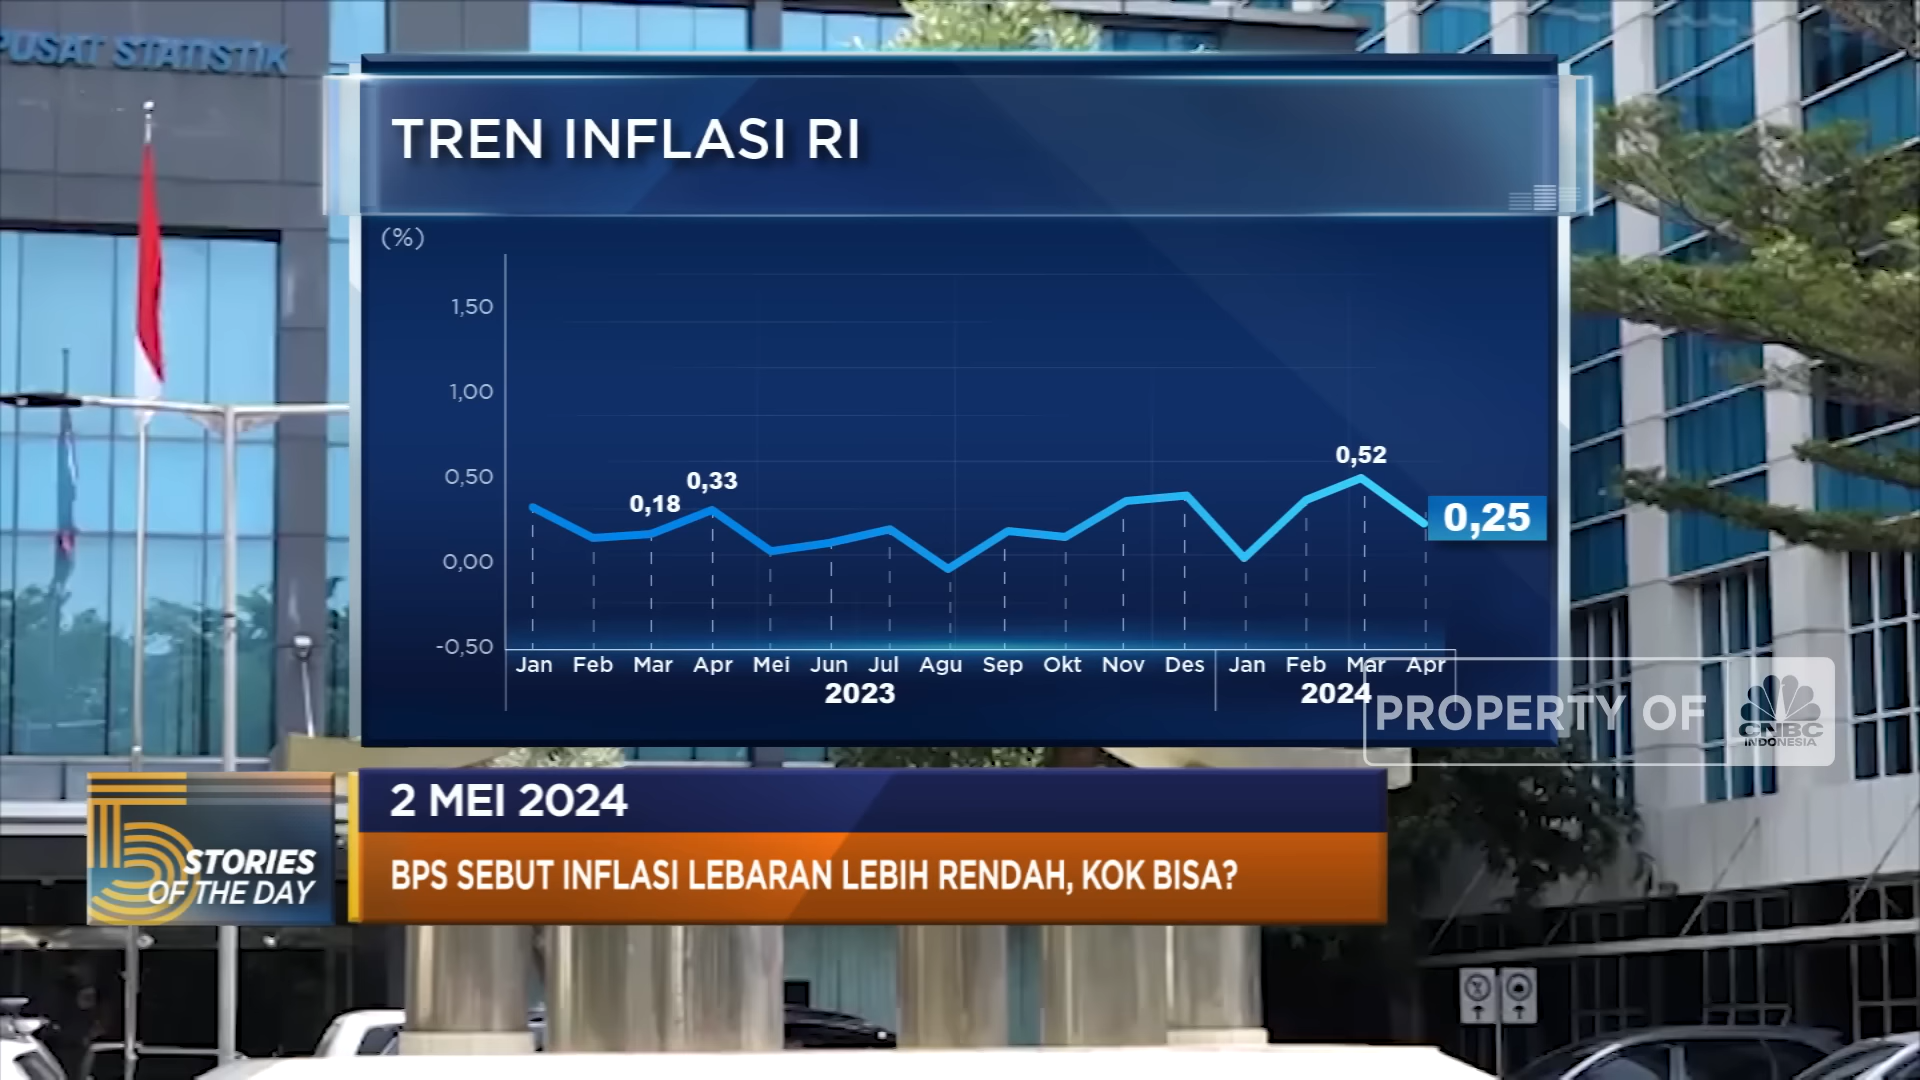 PUSAT STATISTIK
TREN INFLASI RI
(%)
1,50
1,00
0,50
0,00
-0,50
0,18
0,33
0,52
0,25
Jan Feb Mar Apr Mei Jun Jul Agu Sep Okt Nov Des Jan Feb Mar Apr
2023 2024
PROPERTY OF CNBC INDONESIA
2 MEI 2024
5 STORIES OF THE DAY
BPS SEBUT INFLASI LEBARAN LEBIH RENDAH, KOK BISA?